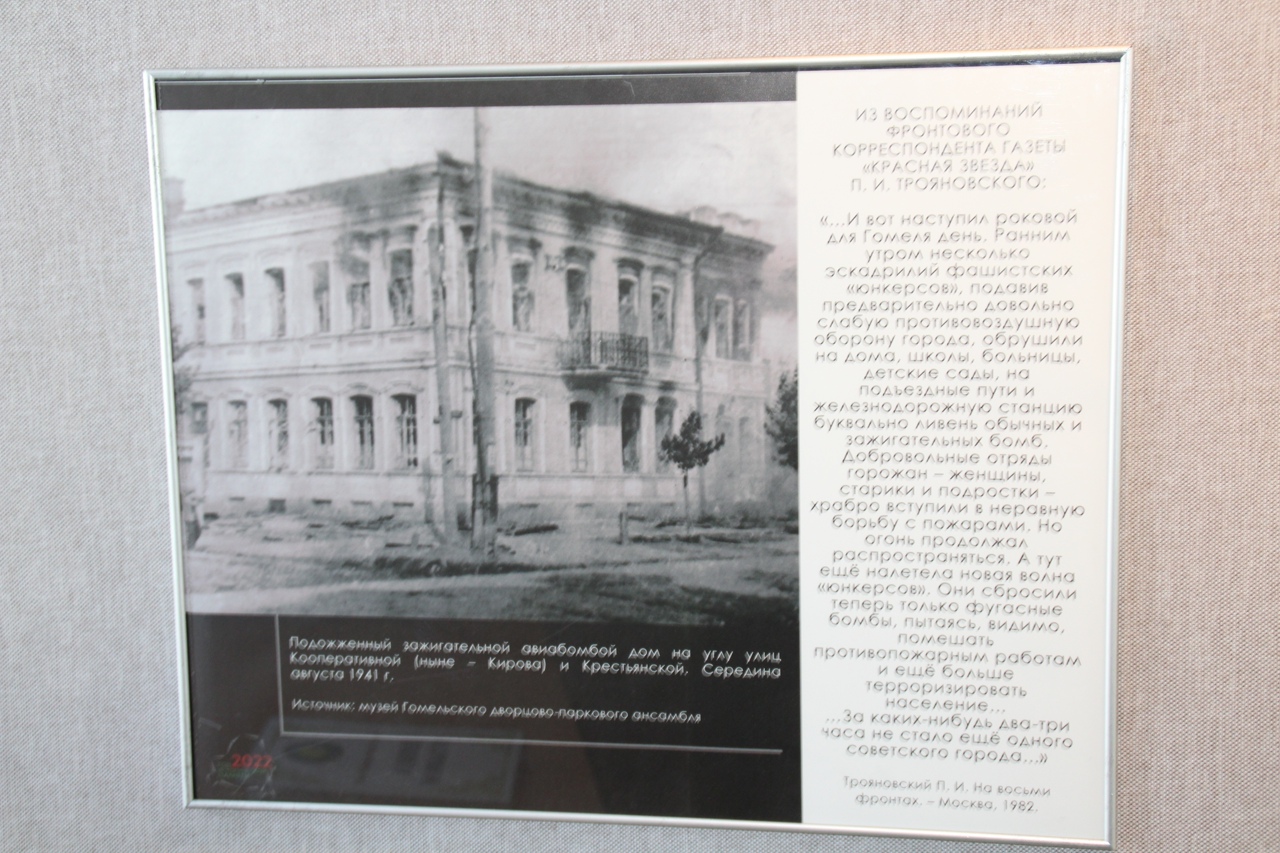 ИЗ ВОСПОМИНАНИЙ
ФРОНТОВОГО
КОРРЕСПОНДЕНТА ГАЗЕТЫ
«КРАСНАЯ ЗВЕЗДА»
П. И. ТРОЯНОВСКОГО:
«...И вот наступил роковой
для Гомеля день. Ранним
утром несколько
эскадрилий фашистских
«юнкерсов», подавив
предварительно довольно
слабую противовоздушную
оборону города, обрушили
на дома, школы, больницы,
детские сады, на
подъездные пути и
железнодорожную станцию
буквально ливень обычных и
зажигательных бомб.
Добровольные отряды
горожан – женщины,
старики и подростки –
храбро вступили в неравную
борьбу с пожарами. Но
огонь продолжал
распространяться. А тут
ещё налетела новая волна
«юнкерсов». Они сбросили
теперь только фугасные
бомбы, пытаясь, видимо,
помешать
противопожарным работам
и ещё больше
терроризировать
население...
...За каких-нибудь два-три
часа не стало ещё одного
советского города...»
Трояновский П. И. На восьми
фронтах. – Москва, 1982.
Подожженный зажигательной авиабомбой дом на углу улиц
Кооперативной (ныне – Кирова) и Крестьянской. Середина
августа 1941 г.
Источник: музей Гомельского дворцово-паркового ансамбля
2022